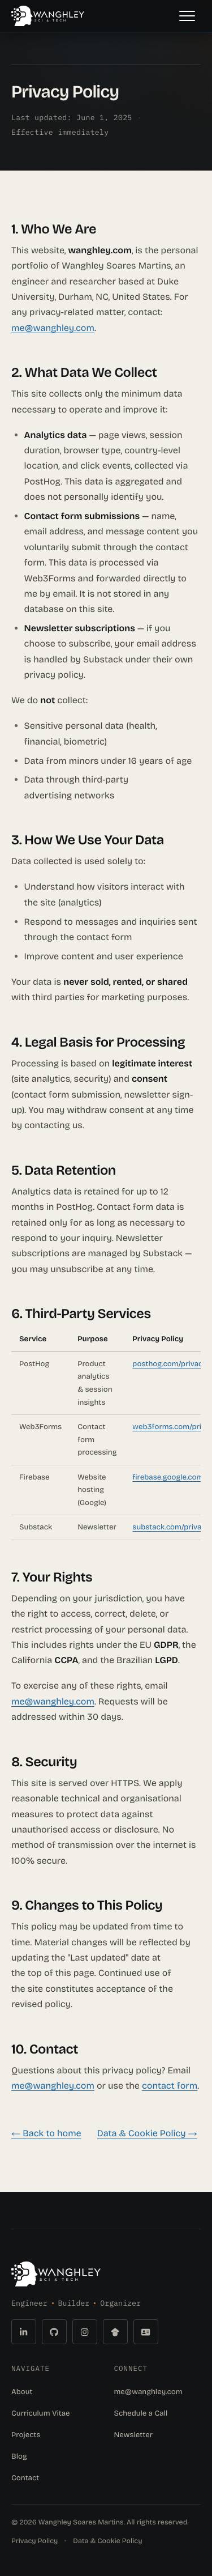 WANGHLEY
SCI & TECH
Privacy Policy
Last updated: June 1, 2025 ·
Effective immediately
1. Who We Are
This website, wanghley.com, is the personal
portfolio of Wanghley Soares Martins, an
engineer and researcher based at Duke
University, Durham, NC, United States. For
any privacy-related matter, contact:
me@wanghley.com.
2. What Data We Collect
This site collects only the minimum data
necessary to operate and improve it:
• Analytics data — page views, session
duration, browser type, country-level
location, and click events, collected via
PostHog. This data is aggregated and
does not personally identify you.
• Contact form submissions — name,
email address, and message content you
voluntarily submit through the contact
form. This data is processed via
Web3Forms and forwarded directly to
me by email. It is not stored in any
database on this site.
• Newsletter subscriptions — if you
choose to subscribe, your email address
is handled by Substack under their own
privacy policy.
We do not collect:
• Sensitive personal data (health,
financial, biometric)
• Data from minors under 16 years of age
• Data through third-party
advertising networks
3. How We Use Your Data
Data collected is used solely to:
• Understand how visitors interact with
the site (analytics)
• Respond to messages and inquiries sent
through the contact form
• Improve content and user experience
Your data is never sold, rented, or shared
with third parties for marketing purposes.
4. Legal Basis for Processing
Processing is based on legitimate interest
(site analytics, security) and consent
(contact form submission, newsletter sign-
up). You may withdraw consent at any time
by contacting us.
5. Data Retention
Analytics data is retained for up to 12
months in PostHog. Contact form data is
retained only for as long as necessary to
respond to your inquiry. Newsletter
subscriptions are managed by Substack —
you may unsubscribe at any time.
6. Third-Party Services
Service Purpose Privacy Policy
PostHog Product posthog.com/privac
analytics
& session
insights
Web3Forms Contact web3forms.com/pri
form
processing
Firebase Website firebase.google.com
hosting
(Google)
Substack Newsletter substack.com/priva
7. Your Rights
Depending on your jurisdiction, you have
the right to access, correct, delete, or
restrict processing of your personal data.
This includes rights under the EU GDPR, the
California CCPA, and the Brazilian LGPD.
To exercise any of these rights, email
me@wanghley.com. Requests will be
addressed within 30 days.
8. Security
This site is served over HTTPS. We apply
reasonable technical and organisational
measures to protect data against
unauthorised access or disclosure. No
method of transmission over the internet is
100% secure.
9. Changes to This Policy
This policy may be updated from time to
time. Material changes will be reflected by
updating the "Last updated" date at
the top of this page. Continued use of
the site constitutes acceptance of the
revised policy.
10. Contact
Questions about this privacy policy? Email
me@wanghley.com or use the contact form.
← Back to home Data & Cookie Policy →
WANGHLEY
SCI & TECH
Engineer • Builder • Organizer
NAVIGATE CONNECT
About me@wanghley.com
Curriculum Vitae Schedule a Call
Projects Newsletter
Blog
Contact
© 2026 Wanghley Soares Martins. All rights reserved.
Privacy Policy · Data & Cookie Policy